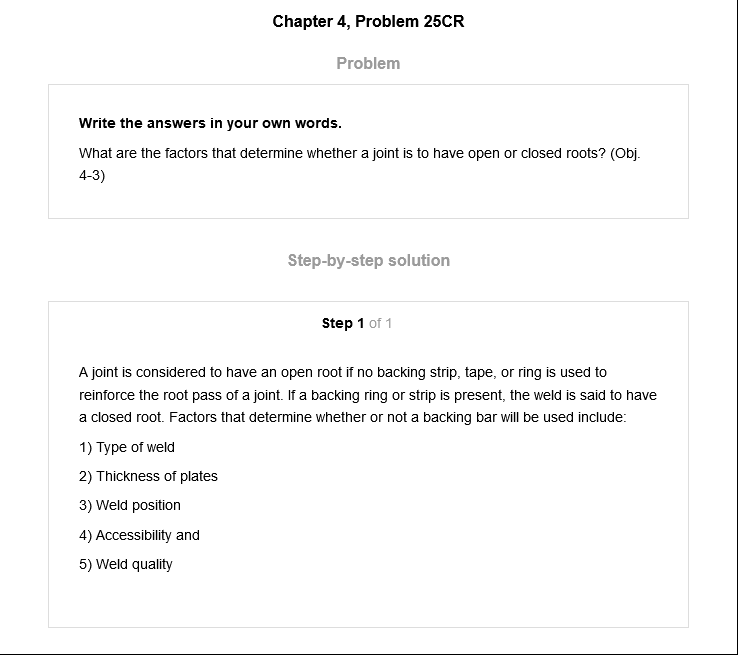 Chapter 4, Problem 25CR
Problem
Write the answers in your own words.
What are the factors that determine whether a joint is to have open or closed roots? (Obj.
4-3)
Step-by-step solution
Step 1 of 1
A joint is considered to have an open root if no backing strip, tape, or ring is used to
reinforce the root pass of a joint. If a backing ring or strip is present, the weld is said to have
a closed root. Factors that determine whether or not a backing bar will be used include:
1) Type of weld
2) Thickness of plates
3) Weld position
4) Accessibility and
5) Weld quality